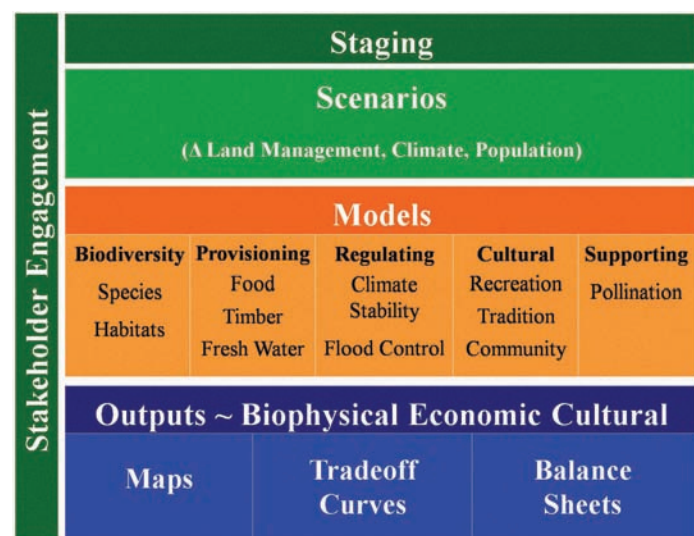 Stakeholder Engagement
Staging
Scenarios
(Δ Land Management, Climate, Population)
Models
Biodiversity
Species
Habitats
Provisioning
Food
Timber
Fresh Water
Regulating
Climate
Stability
Flood Control
Cultural
Recreation
Tradition
Community
Supporting
Pollination
Outputs ~ Biophysical Economic Cultural
Maps
Tradeoff
Curves
Balance
Sheets